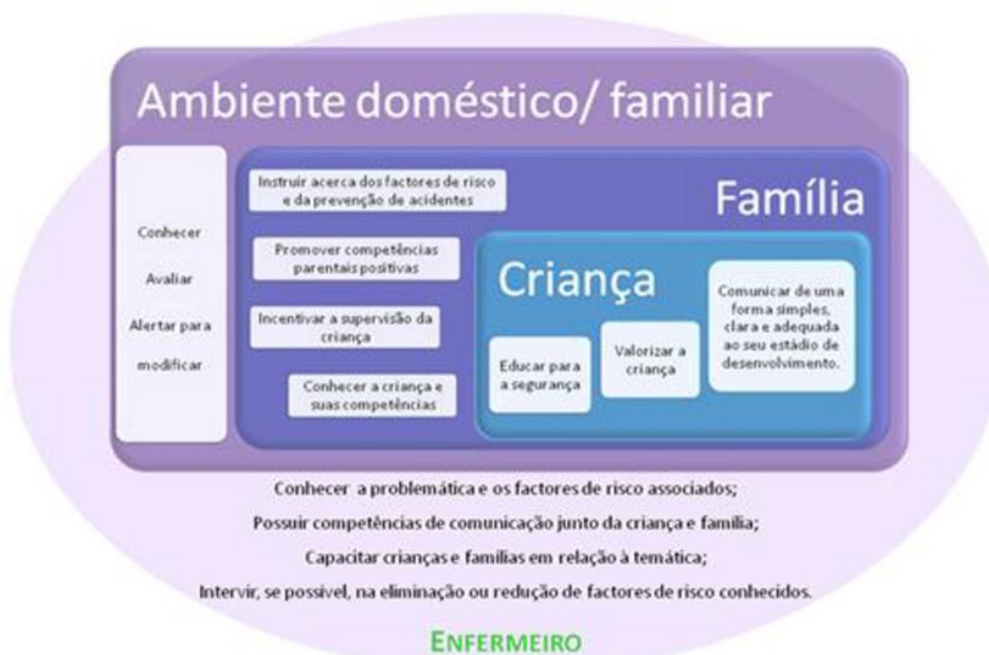 Ambiente doméstico/ familiar
Conhecer
Avaliar
Alertar para
modificar
Instruir acerca dos factores de risco
e da prevenção de acidentes
Promover competências
parentais positivas
Incentivar a supervisão da
criança
Conhecer a criança e
suas competências
Família
Criança
Educar para
a segurança
Valorizar a
criança
Comunicar de uma
forma simples,
clara e adequada
ao seu estádio de
desenvolvimento.
Conhecer a problemática e os factores de risco associados;
Possuir competências de comunicação junto da criança e família;
Capacitar crianças e famílias em relação à temática;
Intervir, se possível, na eliminação ou redução de factores de risco conhecidos.
ENFERMEIRO